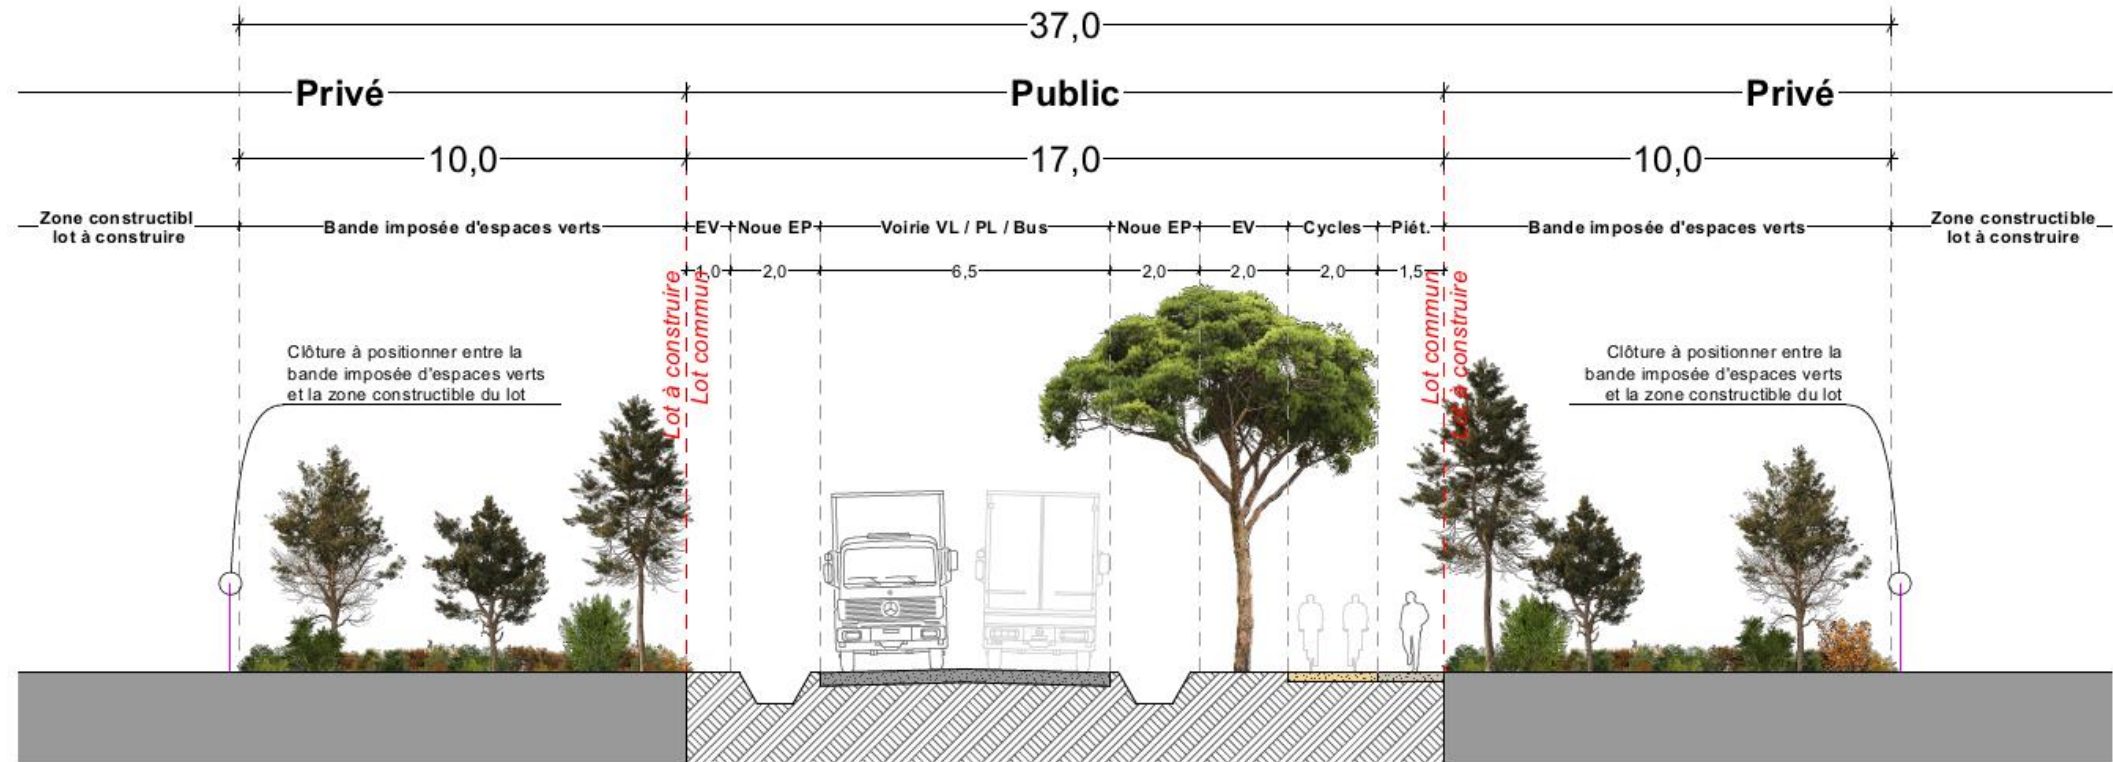 37,0
Privé
Public
Privé
10,0
17,0
10,0
Zone constructibl
lot à construire
Bande imposée d'espaces verts
EV
Noue EP
Voirie VL / PL / Bus
Noue EP
EV
Cycles
Piét.
Bande imposée d'espaces verts
Zone constructible
lot à construire
1,0
2,0
6,5
2,0
2,0
2,0
1,5
Lot à construire
Lot commun
Lot commun
Lot à construire
Clôture à positionner entre la
bande imposée d'espaces verts
et la zone constructible du lot
Clôture à positionner entre la
bande imposée d'espaces verts
et la zone constructible du lot